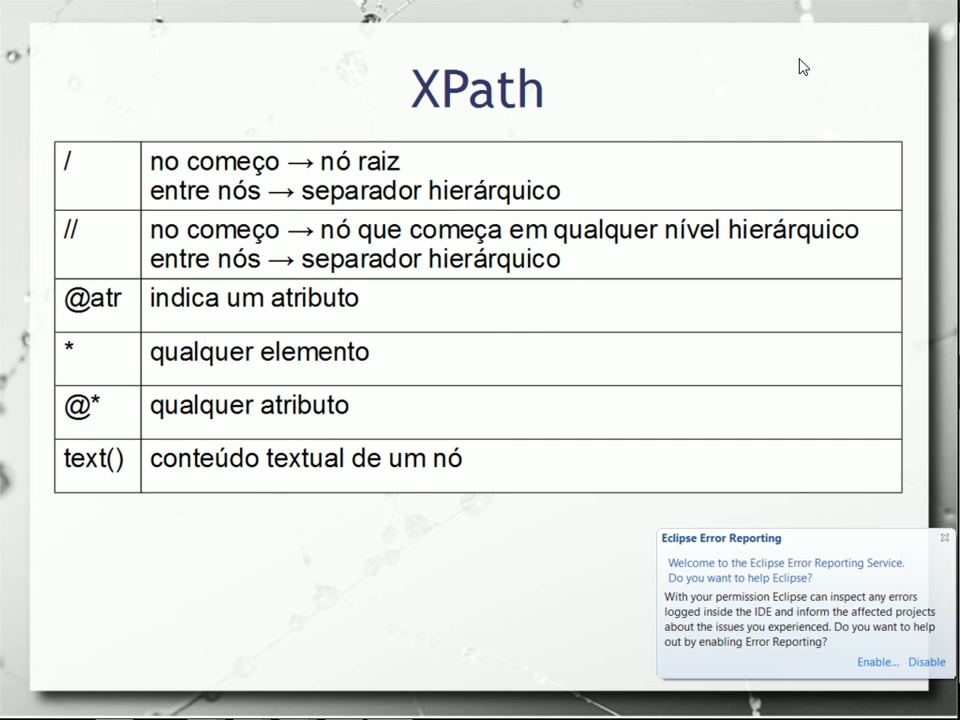 XPath
/
no começo → nó raiz
entre nós → separador hierárquico
//
no começo → nó que começa em qualquer nível hierárquico
entre nós → separador hierárquico
@atr
indica um atributo
*
qualquer elemento
@*
qualquer atributo
text()
conteúdo textual de um nó
Eclipse Error Reporting
Welcome to the Eclipse Error Reporting Service.
Do you want to help Eclipse?
With your permission Eclipse can inspect any errors
logged inside the IDE and inform the affected projects
about the issues you experienced. Do you want to help
out by enabling Error Reporting?
Enable... Disable